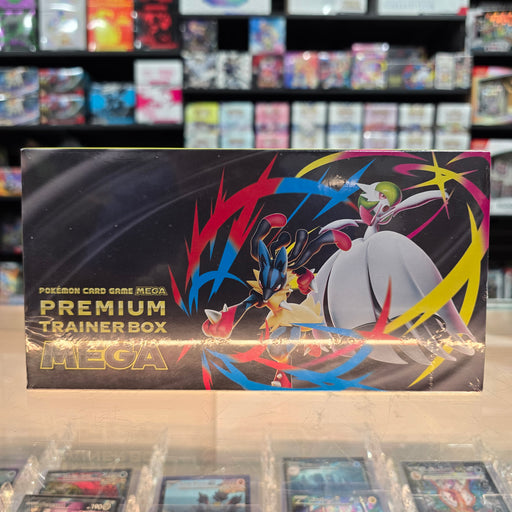 POKÉMON CARD GAME MEGA
PREMIUM
TRAINER BOX
MEGA